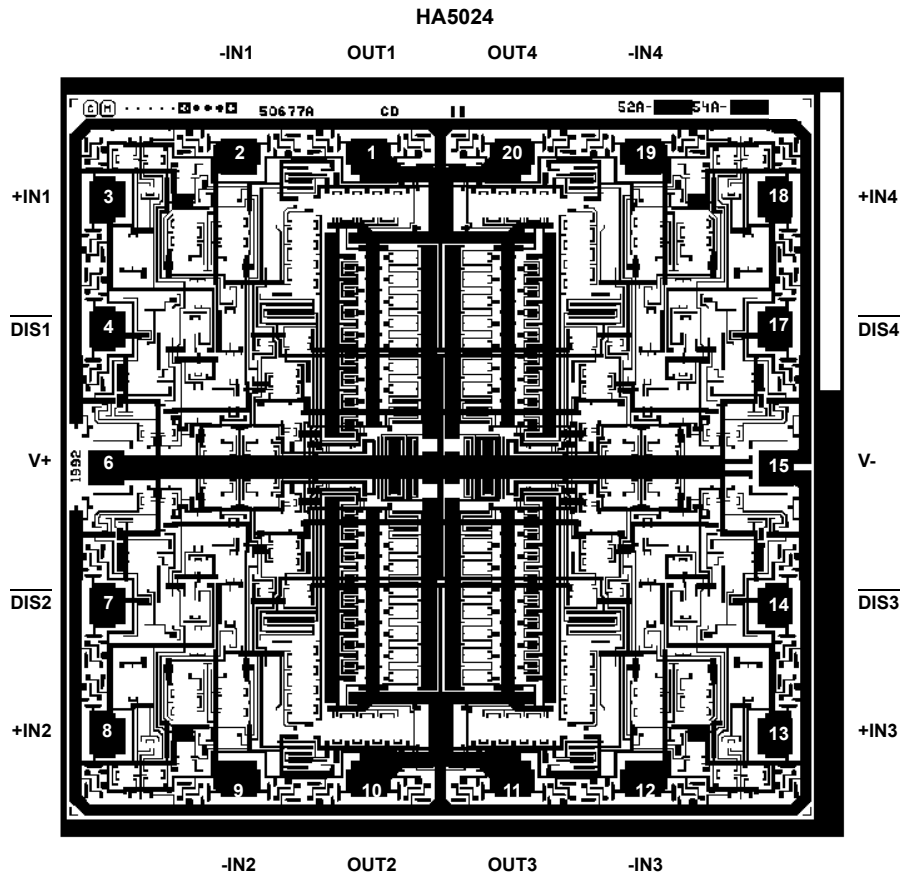 HA5024
-IN1 OUT1 OUT4 -IN4
50677A CD 52A- 54A-
2 1 20 19
+IN1 3 18 +IN4
DIS1 4 17 DIS4
V+ 1992 6 15 V-
DIS2 7 14 DIS3
+IN2 8 13 +IN3
9 10 11 12
-IN2 OUT2 OUT3 -IN3